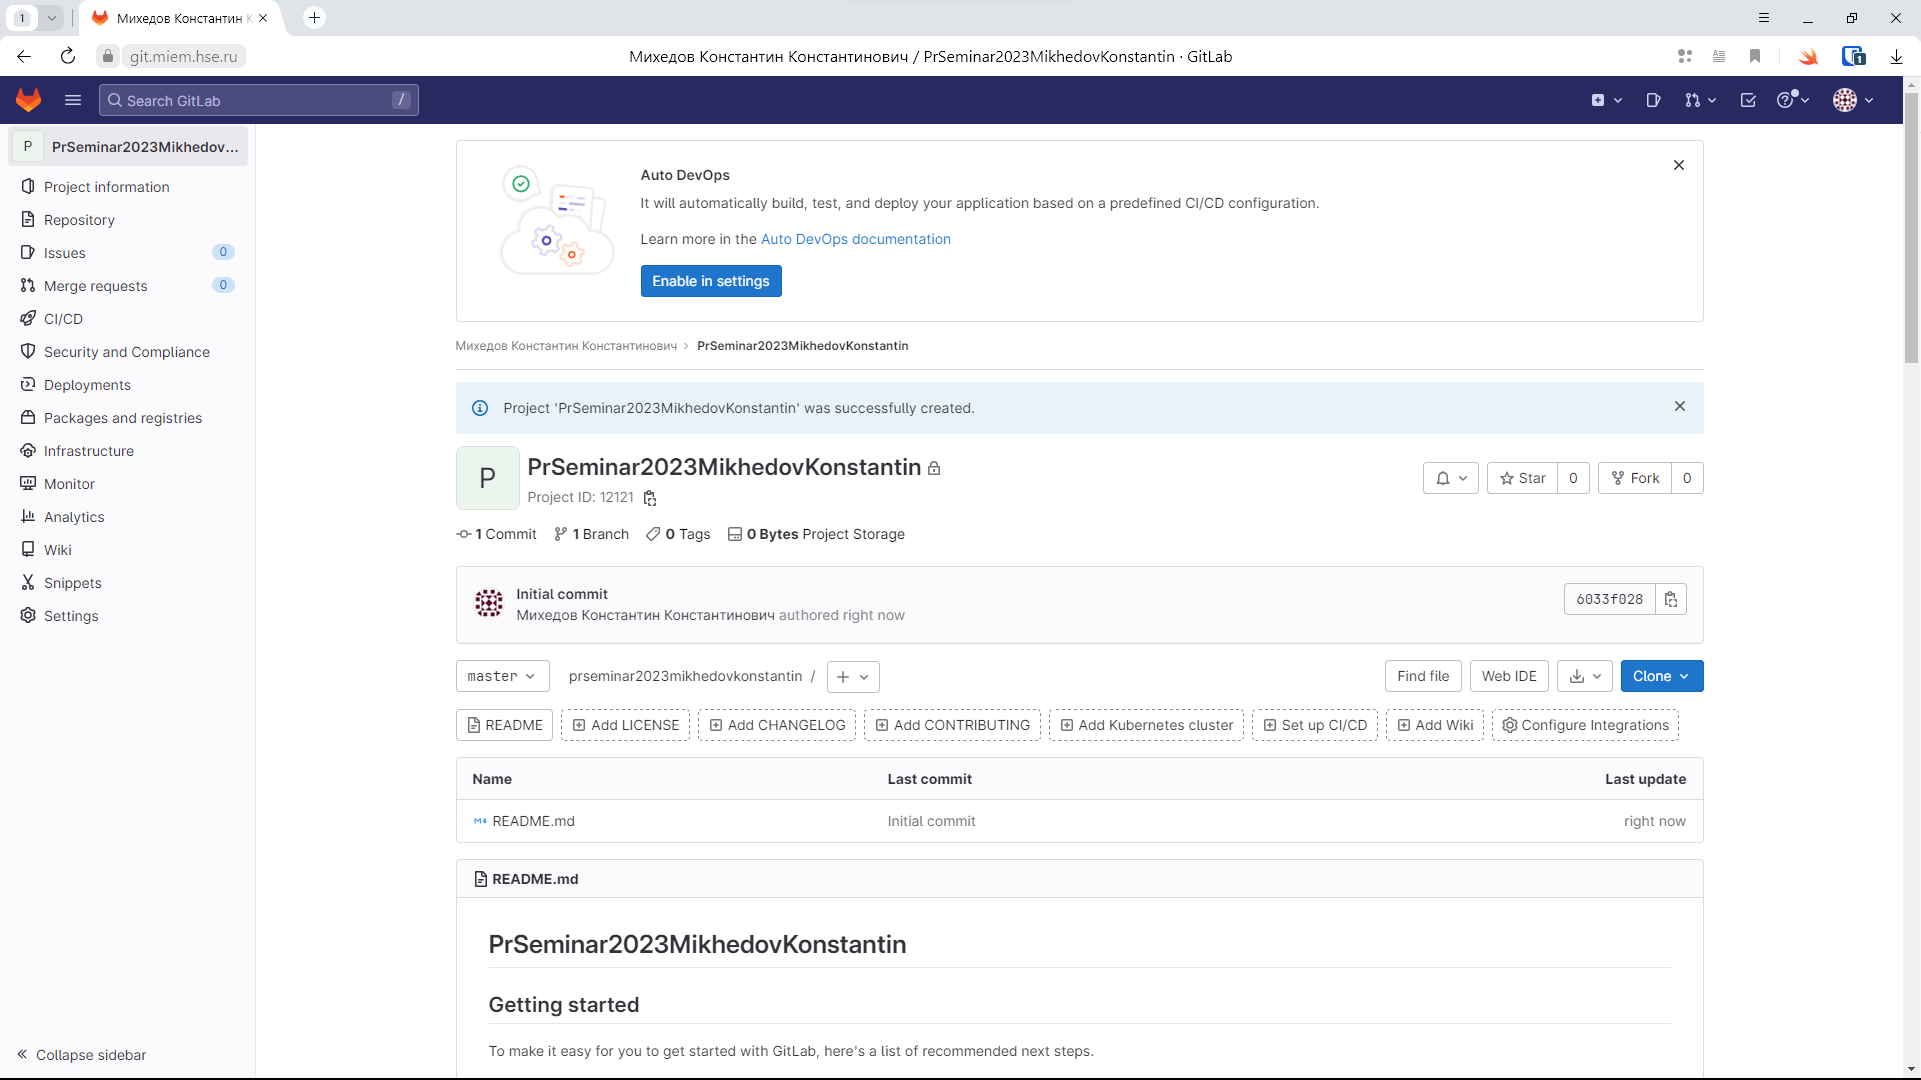 1
Михедов Константин К
git.miem.hse.ru
Михедов Константин Константинович / PrSeminar2023MikhedovKonstantin · GitLab
1
Search GitLab
/
P
PrSeminar2023Mikhedov...
Project information
Repository
Issues 0
Merge requests 0
CI/CD
Security and Compliance
Deployments
Packages and registries
Infrastructure
Monitor
Analytics
Wiki
Snippets
Settings
Collapse sidebar
Auto DevOps
It will automatically build, test, and deploy your application based on a predefined CI/CD configuration.
Learn more in the Auto DevOps documentation
Enable in settings
Михедов Константин Константинович > PrSeminar2023MikhedovKonstantin
Project 'PrSeminar2023MikhedovKonstantin' was successfully created.
P
PrSeminar2023MikhedovKonstantin
Project ID: 12121
Star 0 Fork 0
1 Commit 1 Branch 0 Tags 0 Bytes Project Storage
Initial commit
Михедов Константин Константинович authored right now
6033f028
master prseminar2023mikhedovkonstantin / + Find file Web IDE Clone
README Add LICENSE Add CHANGELOG Add CONTRIBUTING Add Kubernetes cluster Set up CI/CD Add Wiki Configure Integrations
Name Last commit Last update
README.md Initial commit right now
README.md
PrSeminar2023MikhedovKonstantin
Getting started
To make it easy for you to get started with GitLab, here's a list of recommended next steps.